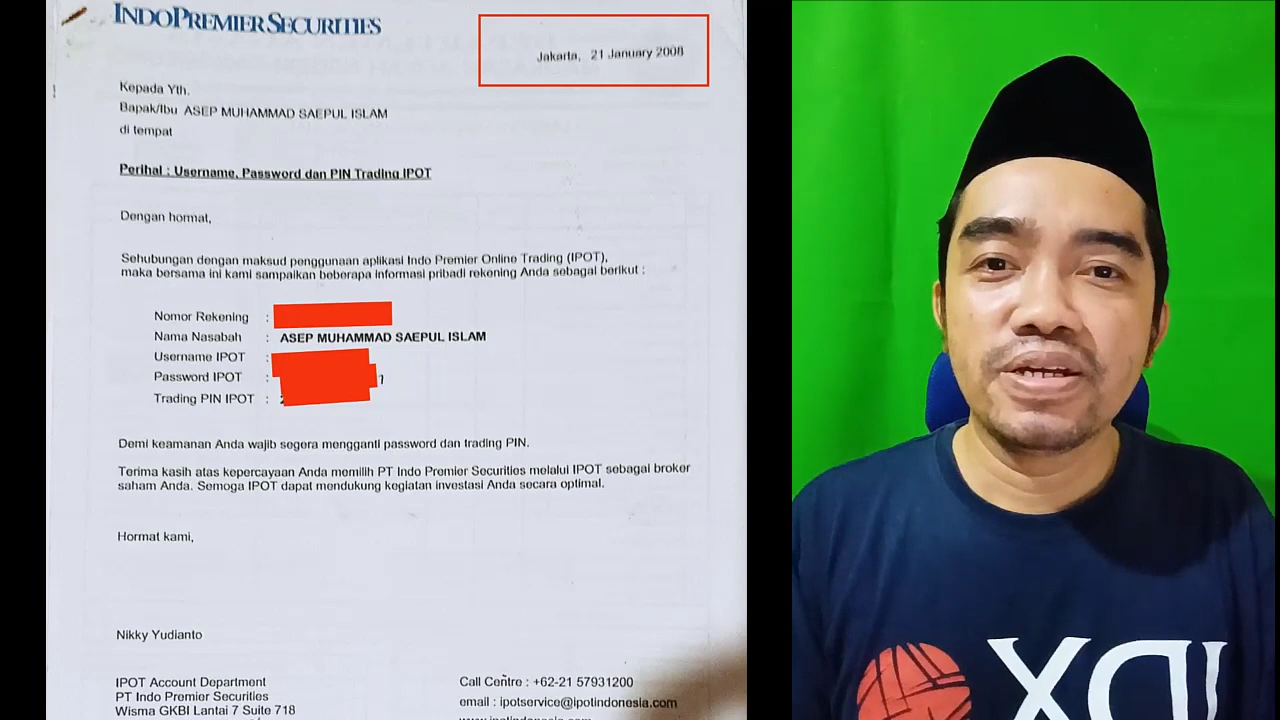 INDOPREMIER SECURITIES
Jakarta, 21 January 2008
Kepada Yth.
Bapak/Ibu ASEP MUHAMMAD SAEPUL ISLAM
di tempat
Perihal : Username, Password dan PIN Trading IPOT
Dengan hormat,
Sehubungan dengan maksud penggunaan aplikasi Indo Premier Online Trading (IPOT),
maka bersama ini kami sampaikan beberapa informasi pribadi rekening Anda sebagai berikut :
Nomor Rekening :
Nama Nasabah : ASEP MUHAMMAD SAEPUL ISLAM
Username IPOT :
Password IPOT :
Trading PIN IPOT :
Demi keamanan Anda wajib segera mengganti password dan trading PIN.
Terima kasih atas kepercayaan Anda memilih PT Indo Premier Securities melalui IPOT sebagai broker
saham Anda. Semoga IPOT dapat mendukung kegiatan investasi Anda secara optimal.
Hormat kami,
Nikky Yudianto
IPOT Account Department
PT Indo Premier Securities
Wisma GKBI Lantai 7 Suite 718
Call Centre : +62-21 57931200
email : ipotservice@ipotindonesia.com
IDX